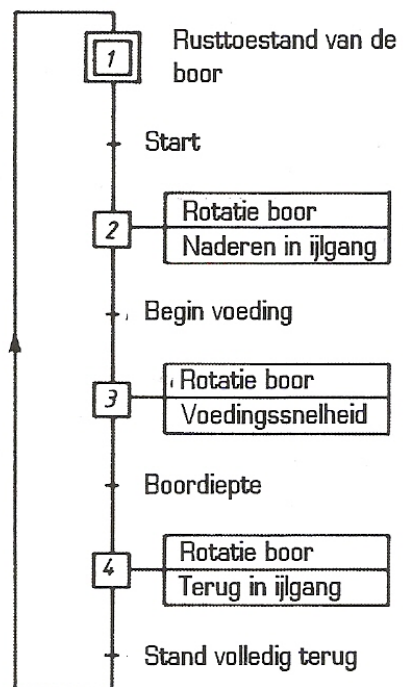 1
Rusttoestand van de
boor
Start
2
Rotatie boor
Naderen in ijlgang
Begin voeding
3
Rotatie boor
Voedingssnelheid
Boordiepte
4
Rotatie boor
Terug in ijlgang
Stand volledig terug